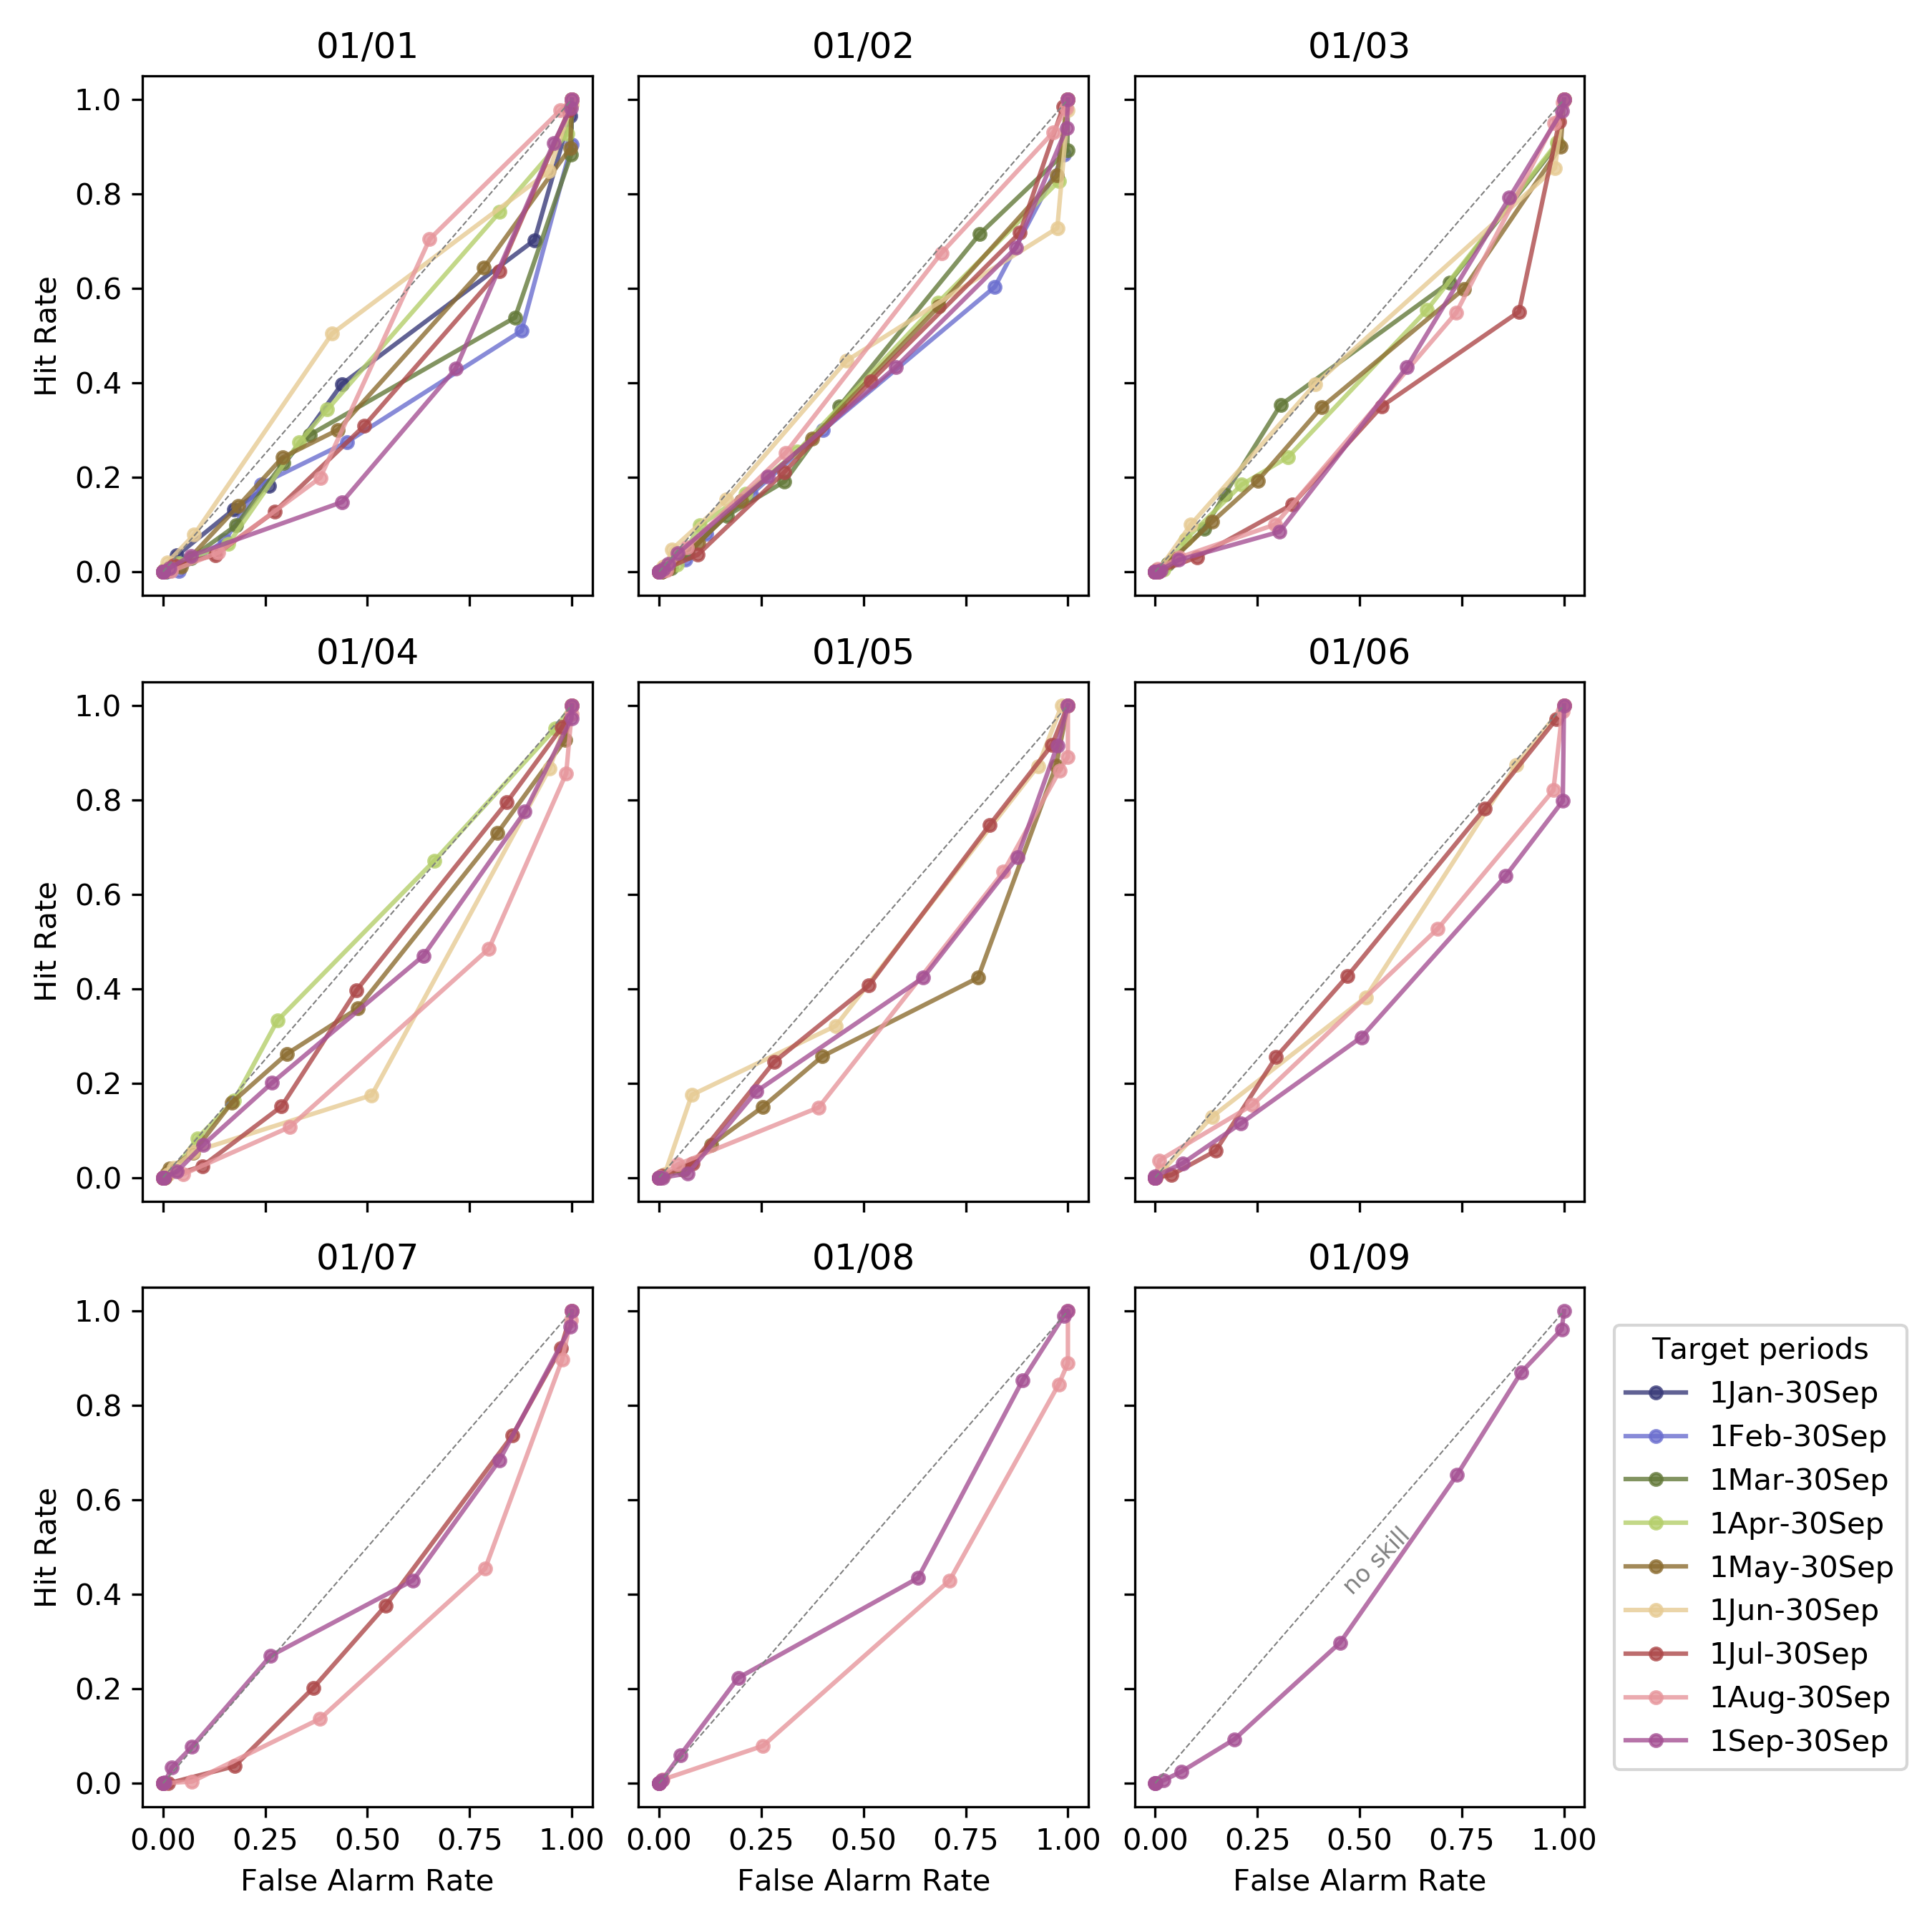 01/01
01/02
01/03
1.0
0.8
0.6
0.4
0.2
0.0
Hit Rate
01/04
01/05
01/06
1.0
0.8
0.6
0.4
0.2
0.0
Hit Rate
01/07
01/08
01/09
1.0
0.8
0.6
0.4
0.2
0.0
Hit Rate
no skill
0.00 0.25 0.50 0.75 1.00
0.00 0.25 0.50 0.75 1.00
0.00 0.25 0.50 0.75 1.00
False Alarm Rate
False Alarm Rate
False Alarm Rate
Target periods
1Jan-30Sep
1Feb-30Sep
1Mar-30Sep
1Apr-30Sep
1May-30Sep
1Jun-30Sep
1Jul-30Sep
1Aug-30Sep
1Sep-30Sep